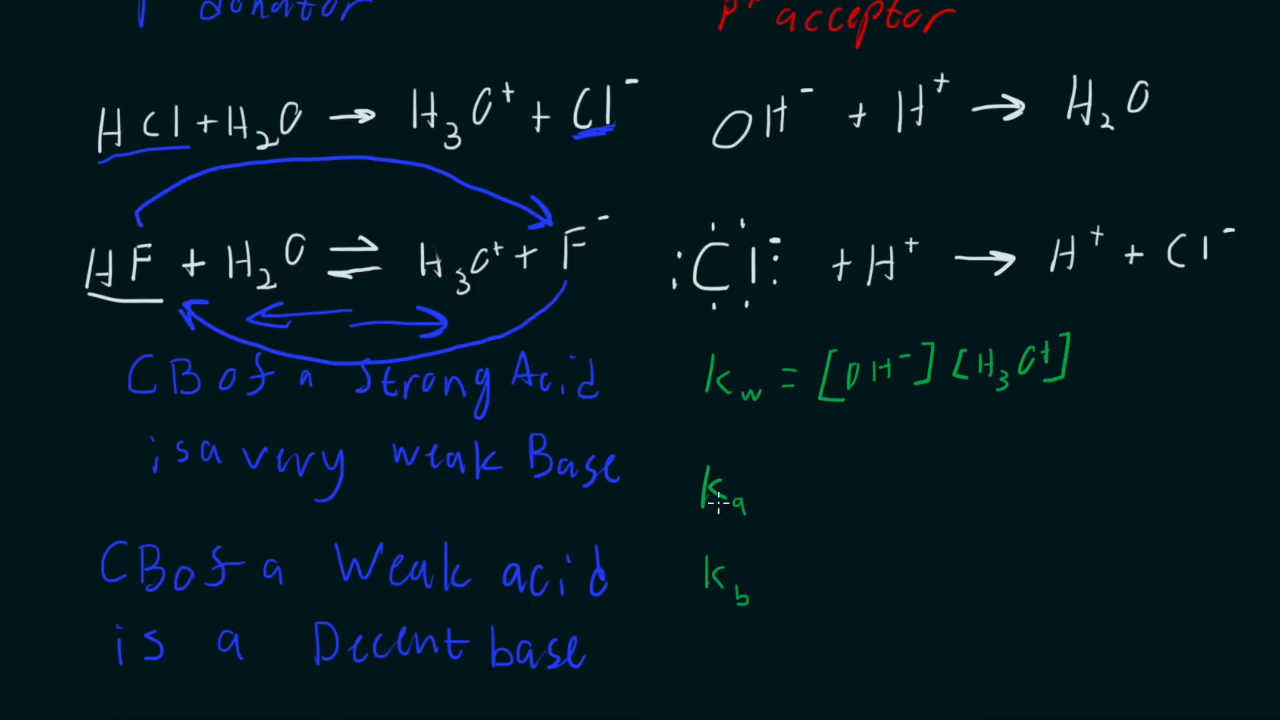 donator
p+ acceptor
HCl + H₂O → H₃O⁺ + Cl⁻
OH⁻ + H⁺ → H₂O
HF + H₂O ⇌ H₃O⁺ + F⁻
Cl + H⁺ → H⁺ + Cl⁻
CB of a Strong Acid
is a very weak Base
CB of a Weak acid
is a Decent base
kw = [OH⁻] [H₃O⁺]
ka
kb